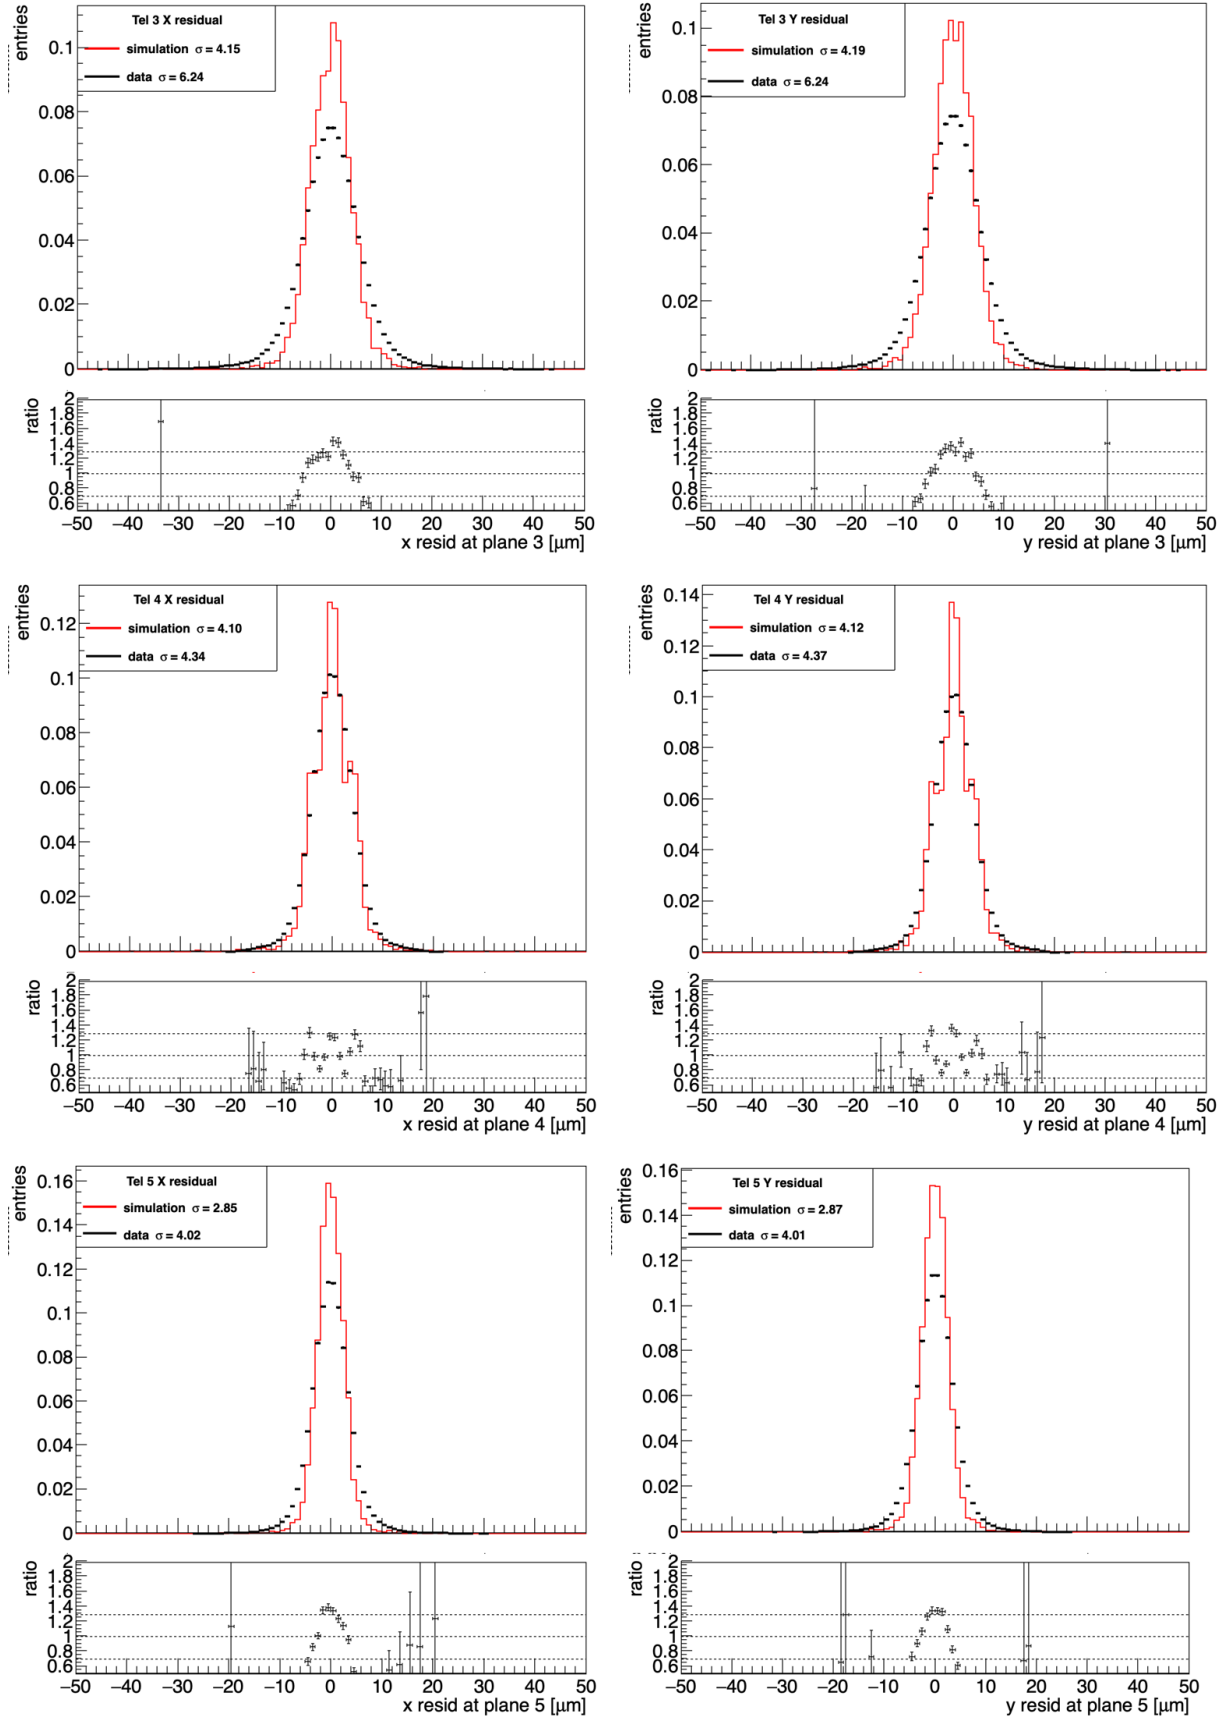 entries
Tel 3 X residual
simulation σ = 4.15
data σ = 6.24
0.1
0.08
0.06
0.04
0.02
0
ratio
2
1.8
1.6
1.4
1.2
1
0.8
0.6
−50 −40 −30 −20 −10 0 10 20 30 40 50
x resid at plane 3 [μm]
entries
Tel 3 Y residual
simulation σ = 4.19
data σ = 6.24
0.1
0.08
0.06
0.04
0.02
0
ratio
2
1.8
1.6
1.4
1.2
1
0.8
0.6
−50 −40 −30 −20 −10 0 10 20 30 40 50
y resid at plane 3 [μm]
entries
Tel 4 X residual
simulation σ = 4.10
data σ = 4.34
0.12
0.1
0.08
0.06
0.04
0.02
0
ratio
2
1.8
1.6
1.4
1.2
1
0.8
0.6
−50 −40 −30 −20 −10 0 10 20 30 40 50
x resid at plane 4 [μm]
entries
Tel 4 Y residual
simulation σ = 4.12
data σ = 4.37
0.14
0.12
0.1
0.08
0.06
0.04
0.02
0
ratio
2
1.8
1.6
1.4
1.2
1
0.8
0.6
−50 −40 −30 −20 −10 0 10 20 30 40 50
y resid at plane 4 [μm]
entries
Tel 5 X residual
simulation σ = 2.85
data σ = 4.02
0.16
0.14
0.12
0.1
0.08
0.06
0.04
0.02
0
ratio
2
1.8
1.6
1.4
1.2
1
0.8
0.6
−50 −40 −30 −20 −10 0 10 20 30 40 50
x resid at plane 5 [μm]
entries
Tel 5 Y residual
simulation σ = 2.87
data σ = 4.01
0.16
0.14
0.12
0.1
0.08
0.06
0.04
0.02
0
ratio
2
1.8
1.6
1.4
1.2
1
0.8
0.6
−50 −40 −30 −20 −10 0 10 20 30 40 50
y resid at plane 5 [μm]